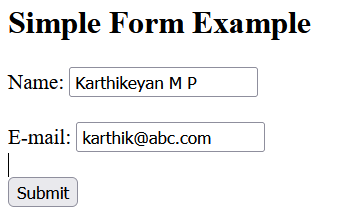 Simple Form Example
Name: Karthikeyan M P
E-mail: karthik@abc.com
Submit